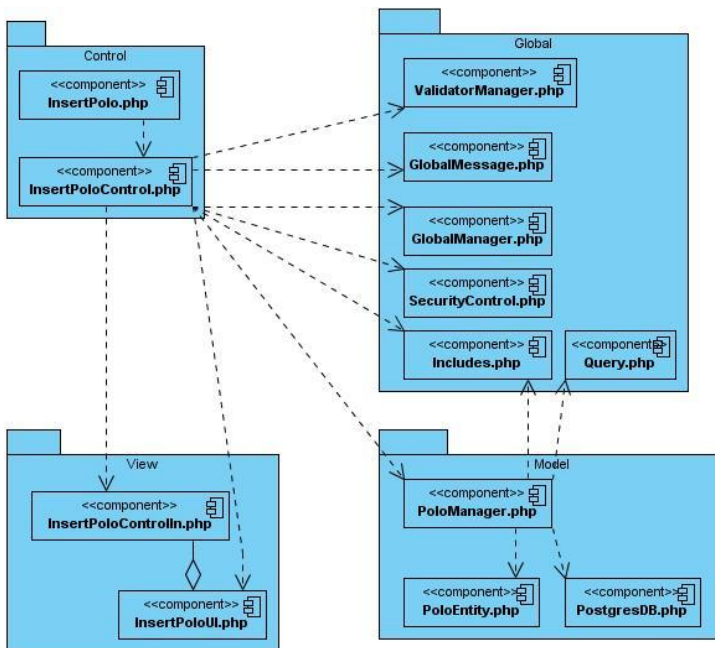 Control
<<component>>
InsertPolo.php
<<component>>
InsertPoloControl.php
Global
<<component>>
ValidatorManager.php
<<component>>
GlobalMessage.php
<<component>>
GlobalManager.php
<<component>>
SecurityControl.php
<<component>>
Includes.php
<<component>>
Query.php
View
<<component>>
InsertPoloControlIn.php
<<component>>
InsertPoloUI.php
Model
<<component>>
PoloManager.php
<<component>>
PoloEntity.php
<<component>>
PostgresDB.php